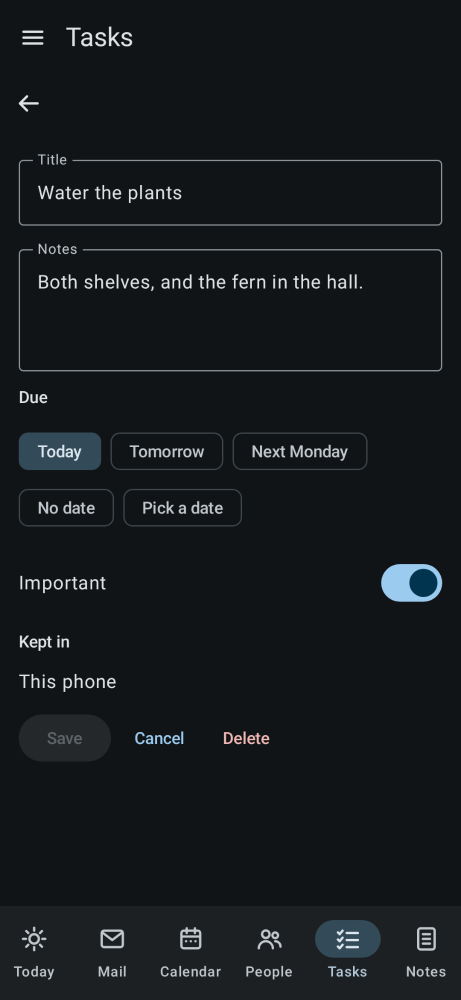 Tasks
Title
Water the plants
Notes
Both shelves, and the fern in the hall.
Due
Today
Tomorrow
Next Monday
No date
Pick a date
Important
Kept in
This phone
Save
Cancel
Delete
Today
Mail
Calendar
People
Tasks
Notes